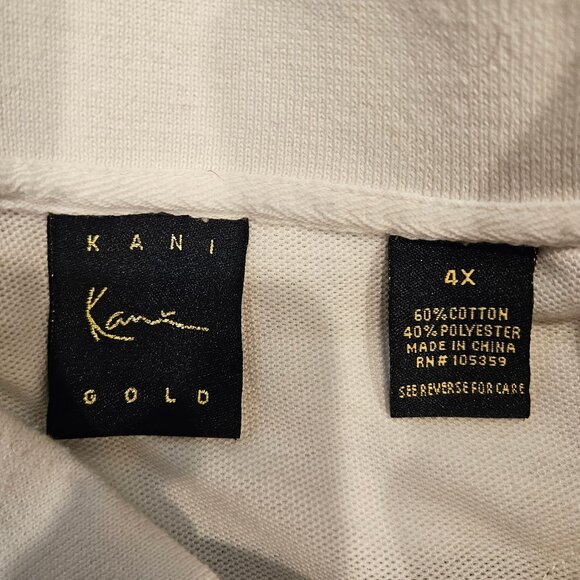 KANI
Kani
GOLD
4X
60% COTTON
40% POLYESTER
MADE IN CHINA
RN# 105359
SEE REVERSE FOR CARE